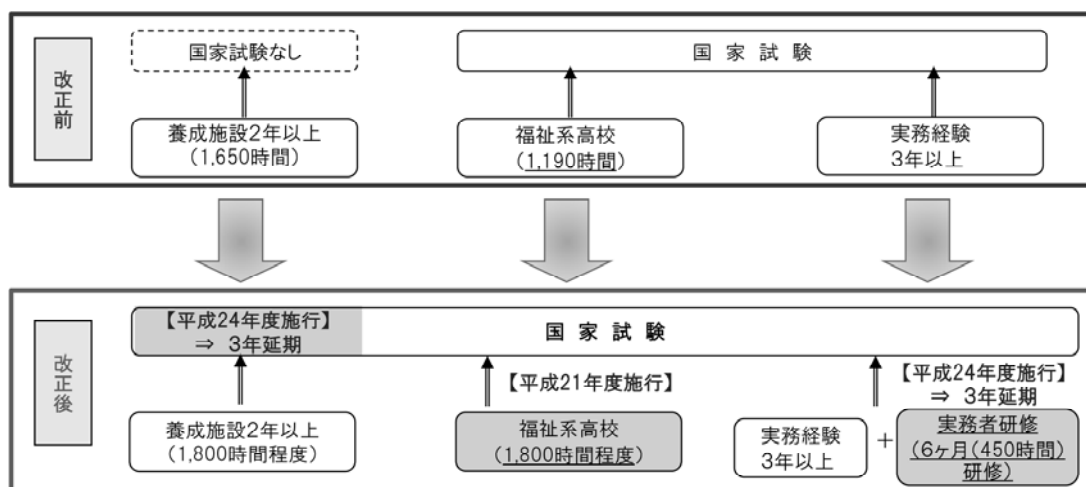 改正前
国家試験なし
国家試験
養成施設2年以上
(1,650時間)
福祉系高校
(1,190時間)
実務経験
3年以上
改正後
【平成24年度施行】
⇒ 3年延期
国家試験
【平成21年度施行】
【平成24年度施行】
⇒ 3年延期
養成施設2年以上
(1,800時間程度)
福祉系高校
(1,800時間程度)
実務経験
3年以上
+
実務者研修
(6ヶ月(450時間)
研修)